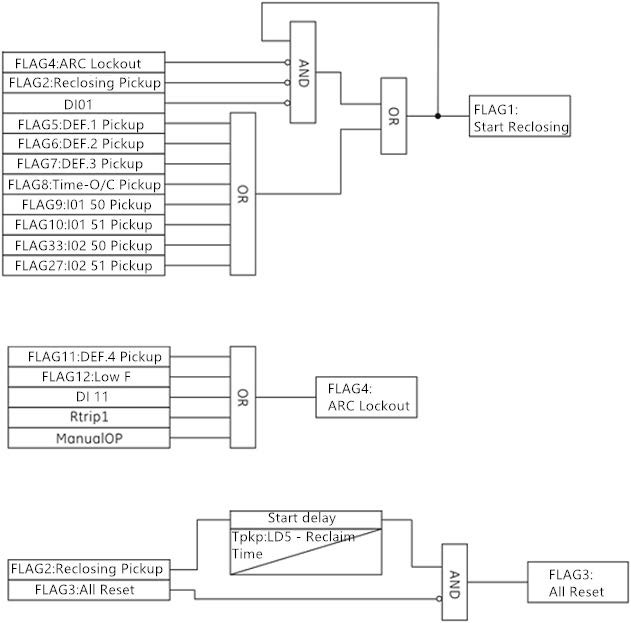 FLAG4:ARC Lockout
FLAG2:Reclosing Pickup
DI01
FLAG5:DEF.1 Pickup
FLAG6:DEF.2 Pickup
FLAG7:DEF.3 Pickup
FLAG8:Time-O/C Pickup
FLAG9:I01 50 Pickup
FLAG10:I01 51 Pickup
FLAG33:I02 50 Pickup
FLAG27:I02 51 Pickup
AND
OR
OR
FLAG1:
Start Reclosing
FLAG11:DEF.4 Pickup
FLAG12:Low F
DI 11
Rtrip1
ManualOP
OR
FLAG4:
ARC Lockout
Start delay
Tpkp:LD5 - Reclaim
Time
FLAG2:Reclosing Pickup
FLAG3:All Reset
AND
FLAG3:
All Reset